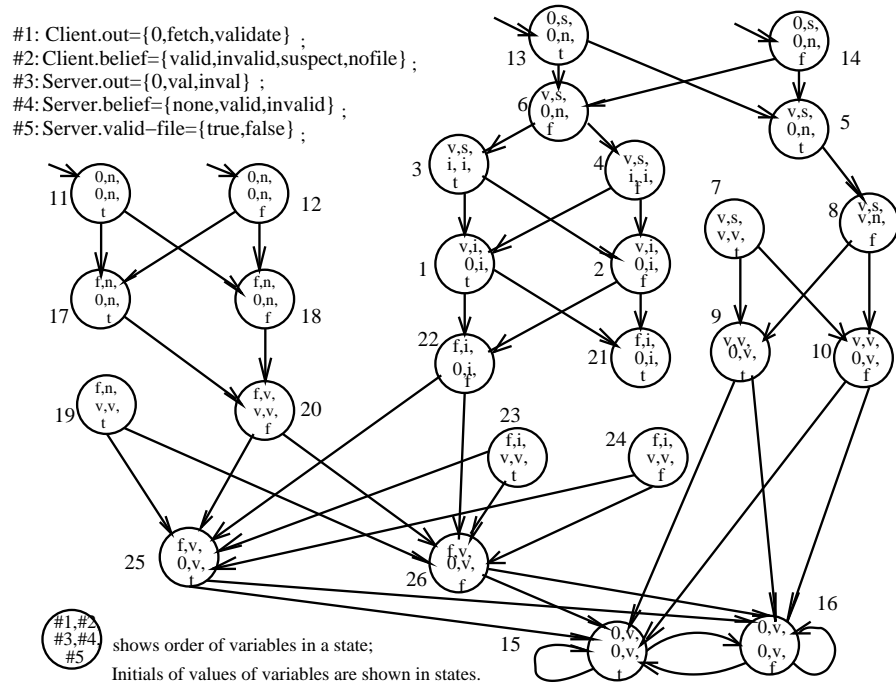 #1: Client.out={0,fetch,validate} ;
#2: Client.belief={valid,invalid,suspect,nofile} ;
#3: Server.out={0,val,inval} ;
#4: Server.belief={none,valid,invalid} ;
#5: Server.valid–file={true,false} ;
0,s,
0,n,
t
13
0,s,
0,n,
f
14
6
v,s,
0,n,
f
v,s,
0,n,
t
5
3
v,s,
i, i,
t
4
v,s,
i,i,
f
11
0,n,
0,n,
t
0,n,
0,n,
f
12
7
v,s,
v,v,
t
8
v,s,
v,n,
f
1
v,i,
0,i,
t
2
v,i,
0,i,
f
17
f,n,
0,n,
t
f,n,
0,n,
f
18
22
f,i,
0,i,
f
21
f,i,
0,i,
t
9
v,v,
0,v,
t
10
v,v,
0,v,
f
19
f,n,
v,v,
t
f,v,
v,v,
f
20
23
f,i,
v,v,
t
24
f,i,
v,v,
f
25
f,v,
0,v,
t
26
f,v,
0,v,
f
15
0,v,
0,v,
t
16
0,v,
0,v,
f
#1,#2
#3,#4,
#5
shows order of variables in a state;
Initials of values of variables are shown in states.